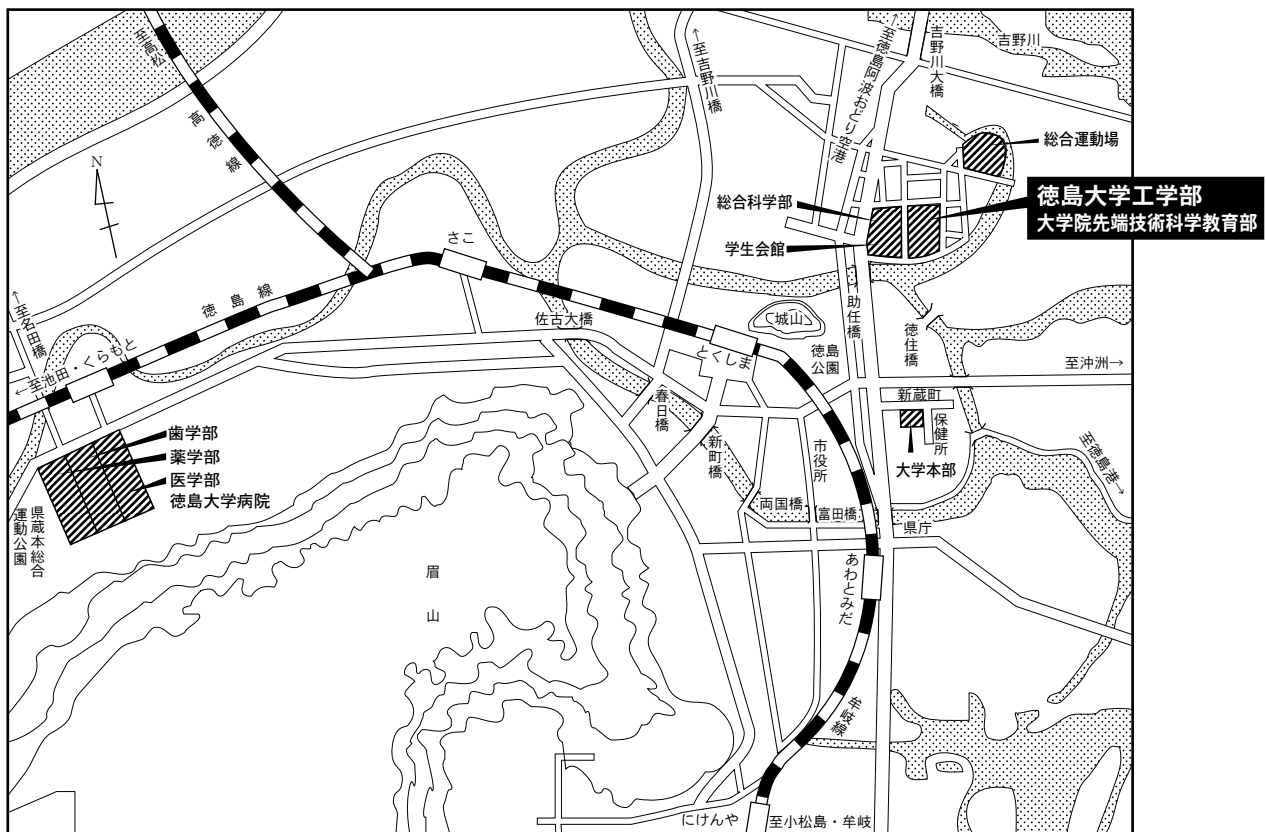 至高松
高徳線
↑至吉野川橋
↑至徳島阿波おどり空港
吉野川大橋
吉野川
総合運動場
徳島大学工学部
大学院先端技術科学教育部
総合科学部
学生会館
N
さこ
徳島線
↑至名田橋
←至池田・くらもと
佐古大橋
とくしま
城山
徳島公園
助任橋
徳住橋
至沖洲→
新蔵町
保健所
大学本部
至徳島港→
春日橋
新町橋
市役所
両国橋
富田橋
県庁
歯学部
薬学部
医学部
徳島大学病院
県蔵本総合
運動公園
眉山
あわとみだ
牟岐線
にけんや
至小松島・牟岐